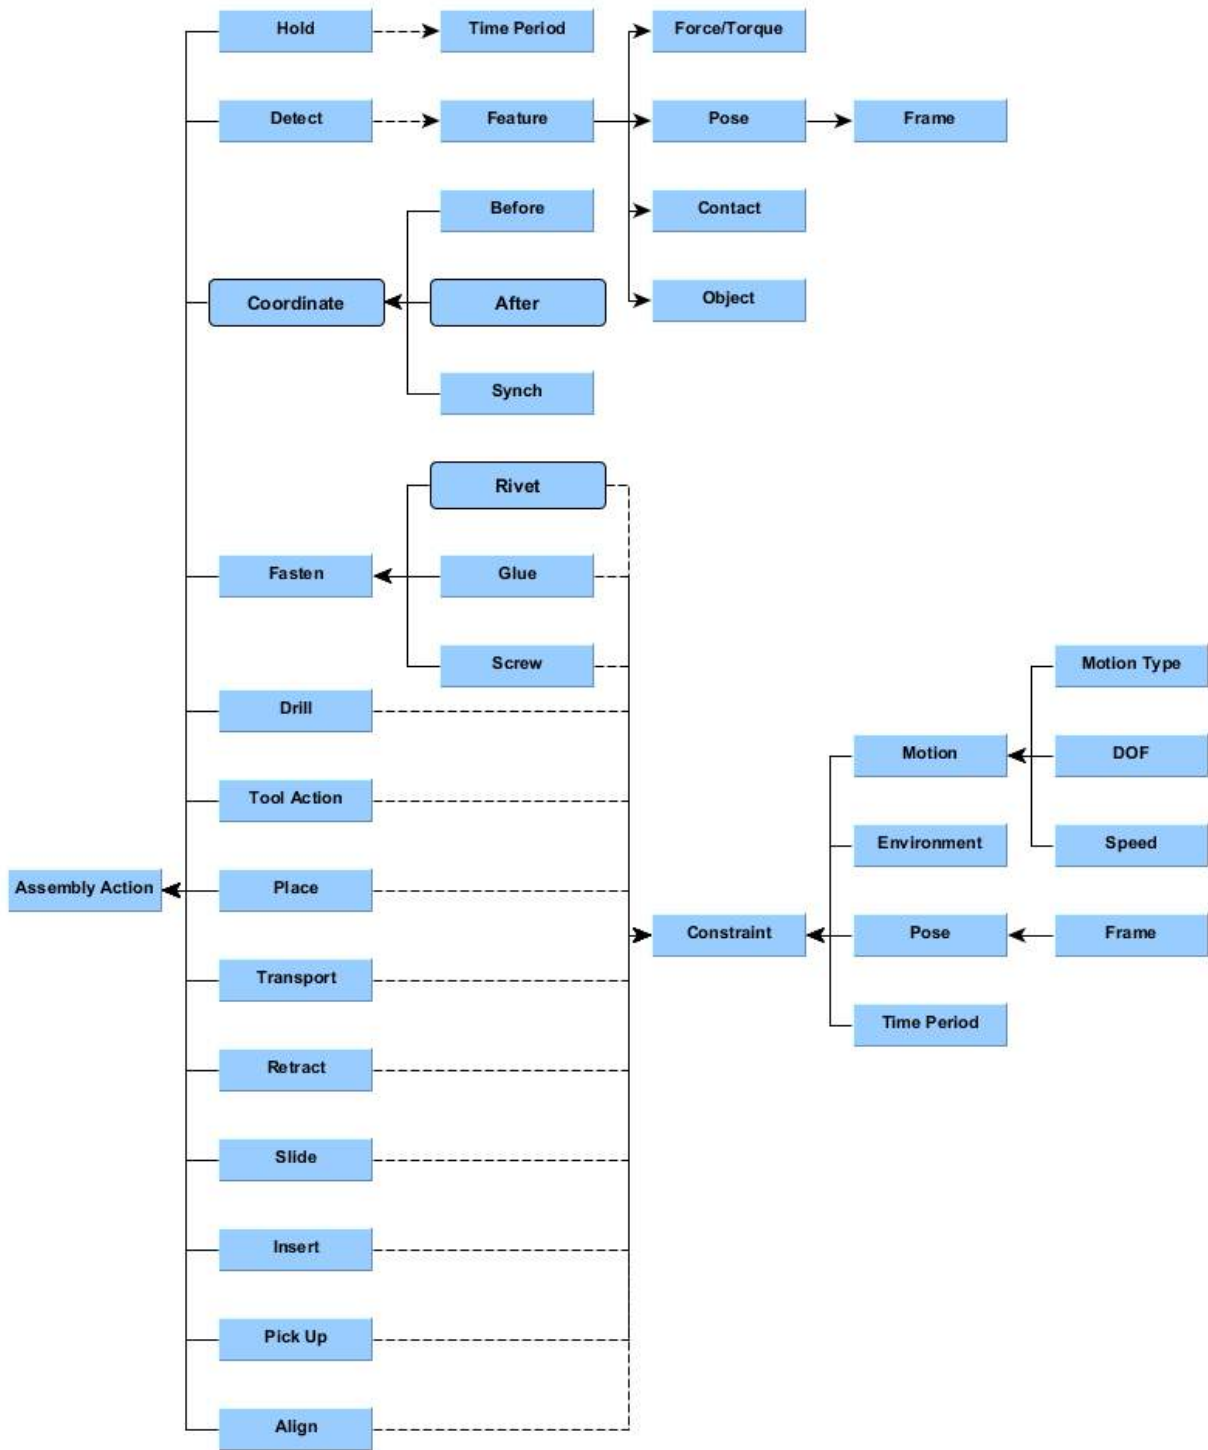 Hold
Time Period
Force/Torque
Detect
Feature
Pose
Frame
Before
Contact
Coordinate
After
Object
Synch
Rivet
Fasten
Glue
Screw
Motion Type
Drill
Motion
DOF
Tool Action
Environment
Speed
Assembly Action
Place
Constraint
Pose
Frame
Transport
Time Period
Retract
Slide
Insert
Pick Up
Align